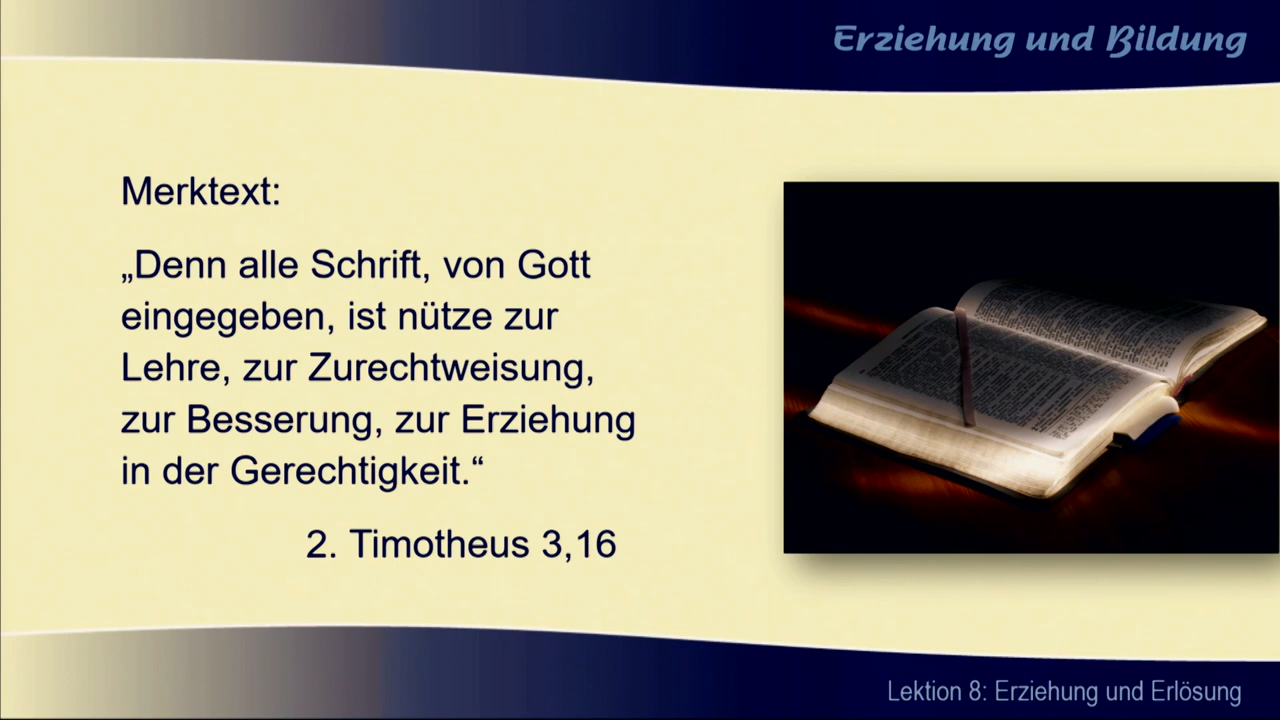 Erziehung und Bildung
Merktext:
„Denn alle Schrift, von Gott
eingegeben, ist nütze zur
Lehre, zur Zurechtweisung,
zur Besserung, zur Erziehung
in der Gerechtigkeit.“
2. Timotheus 3,16
Lektion 8: Erziehung und Erlösung